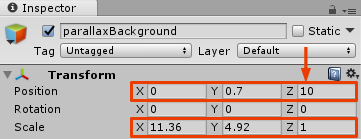 Inspector
parallaxBackground Static
Tag Untagged Layer Default
Transform
Position X 0 Y 0.7 Z 10
Rotation X 0 Y 0 Z 0
Scale X 11.36 Y 4.92 Z 1